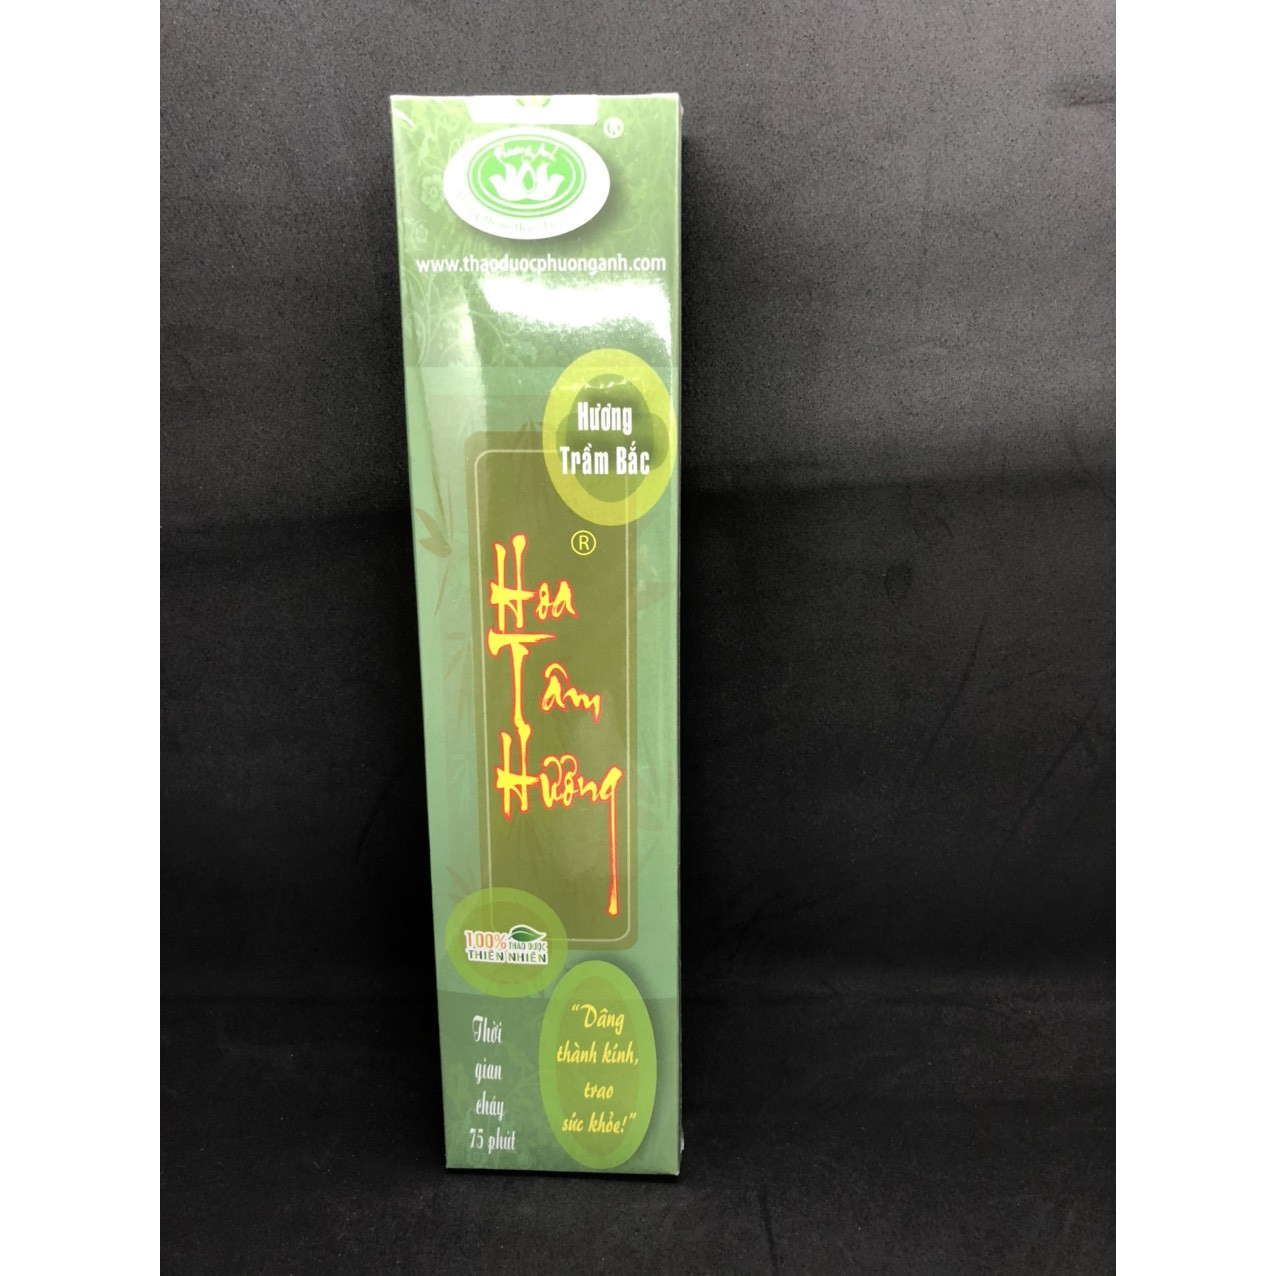 ®
www.thaoduocphuonganh.com
Hương
Trầm Bắc
®
Hoa
Tâm
Hương
100% THẢO DƯỢC
THIÊN NHIÊN
Thời
gian
cháy
75 phút
“Dâng
thành kính,
trao
sức khỏe!”